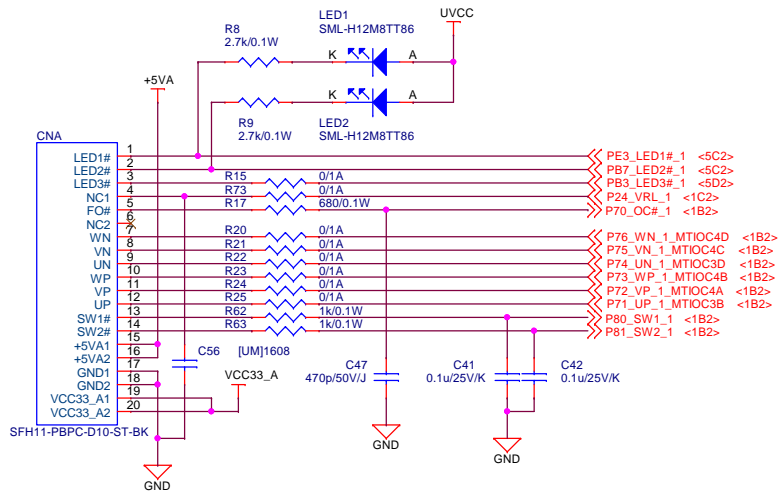 LED1
UVCC
R8
SML-H12M8TT86
2.7k/0.1W
K
A
+5VA
K
A
R9
LED2
2.7k/0.1W
SML-H12M8TT86
CNA
LED1# 1 PE3_LED1#_1 <5C2>
LED2# 2 PB7_LED2#_1 <5C2>
LED3# 3 R15 0/1A PB3_LED3#_1 <5D2>
NC1 4 R73 0/1A P24_VRL_1 <1C2>
FO# 5 R17 680/0.1W P70_OC#_1 <1B2>
NC2 6
WN 7 R20 0/1A P76_WN_1_MTIOC4D <1B2>
VN 8 R21 0/1A P75_VN_1_MTIOC4C <1B2>
UN 9 R22 0/1A P74_UN_1_MTIOC3D <1B2>
WP 10 R23 0/1A P73_WP_1_MTIOC4B <1B2>
VP 11 R24 0/1A P72_VP_1_MTIOC4A <1B2>
UP 12 R25 0/1A P71_UP_1_MTIOC3B <1B2>
SW1# 13 R62 1k/0.1W P80_SW1_1 <1B2>
SW2# 14 R63 1k/0.1W P81_SW2_1 <1B2>
+5VA1 15
+5VA2 16
GND1 17
GND2 18
VCC33_A1 19
VCC33_A2 20
SFH11-PBPC-D10-ST-BK
C56 [UM]1608
VCC33_A
C47
470p/50V/J
C41
0.1u/25V/K
C42
0.1u/25V/K
GND
GND
GND